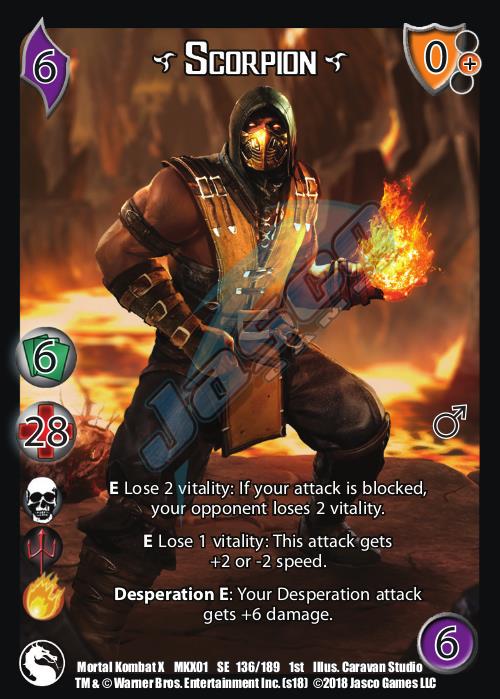 6
Scorpion
0
+
6
28
E Lose 2 vitality: If your attack is blocked,
your opponent loses 2 vitality.
E Lose 1 vitality: This attack gets
+2 or -2 speed.
Desperation E: Your Desperation attack
gets +6 damage.
6
Mortal Kombat X MKX01 SE 136/189 1st Illus. Caravan Studio
TM & © Warner Bros. Entertainment Inc. (s18) ©2018 Jasco Games LLC
Jasco